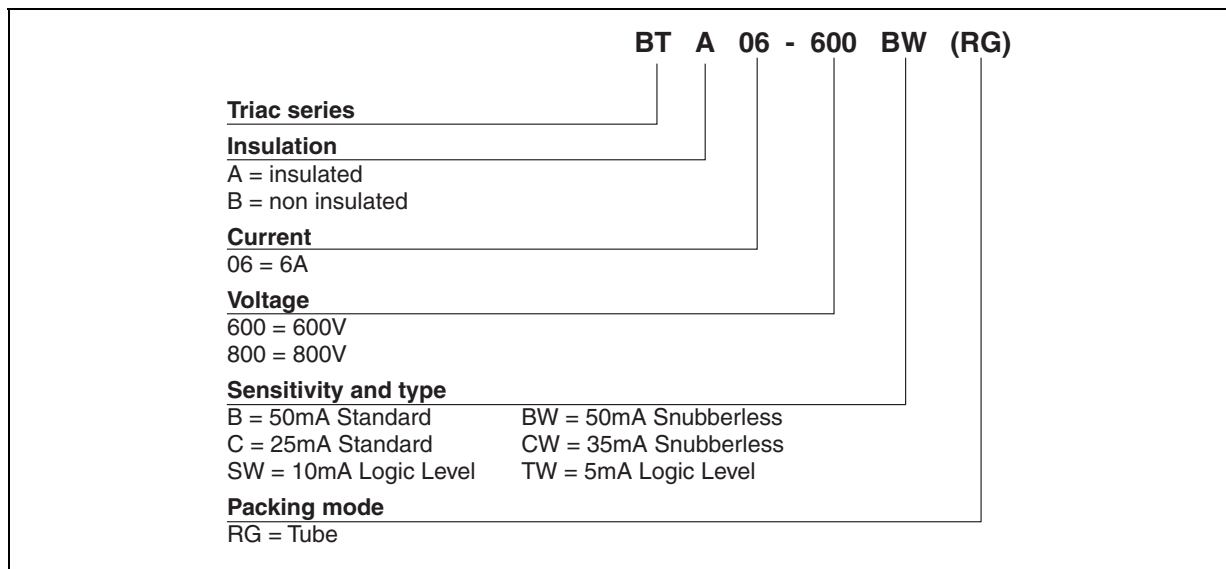 BT A 06 - 600 BW (RG)
Triac series
Insulation
A = insulated
B = non insulated
Current
06 = 6A
Voltage
600 = 600V
800 = 800V
Sensitivity and type
B = 50mA Standard BW = 50mA Snubberless
C = 25mA Standard CW = 35mA Snubberless
SW = 10mA Logic Level TW = 5mA Logic Level
Packing mode
RG = Tube